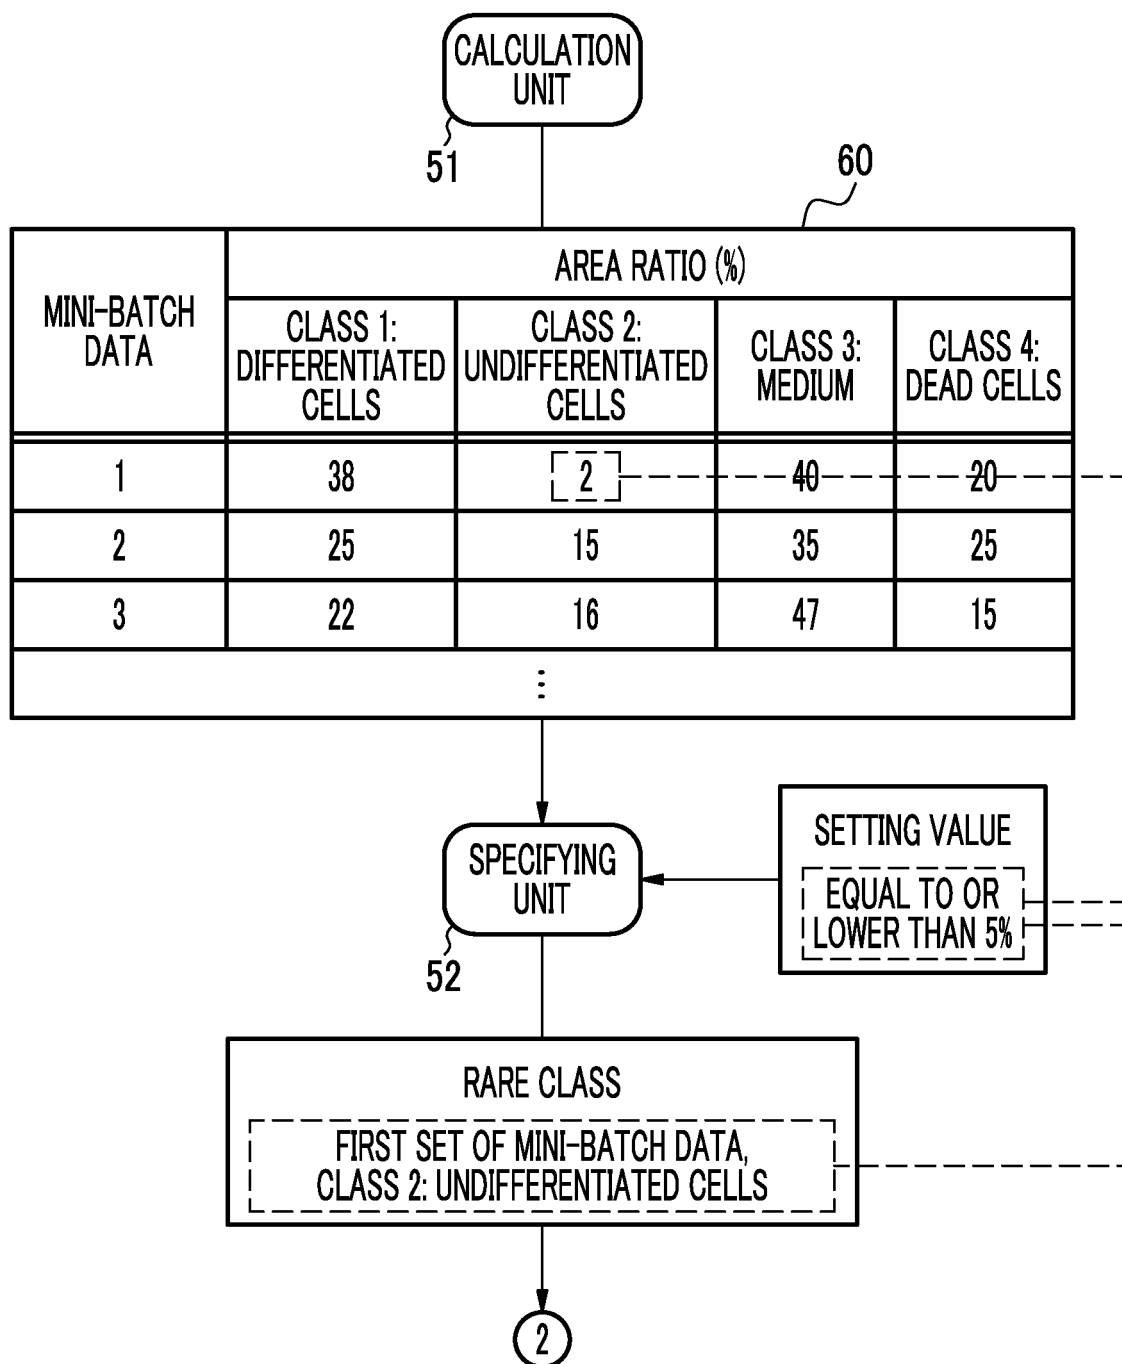 CALCULATION
UNIT
51
60
MINI-BATCH
DATA
AREA RATIO (%)
CLASS 1:
DIFFERENTIATED
CELLS
CLASS 2:
UNDIFFERENTIATED
CELLS
CLASS 3:
MEDIUM
CLASS 4:
DEAD CELLS
1 38 2 40 20
2 25 15 35 25
3 22 16 47 15
⋮
SPECIFYING
UNIT
52
SETTING VALUE
EQUAL TO OR
LOWER THAN 5%
RARE CLASS
FIRST SET OF MINI-BATCH DATA,
CLASS 2: UNDIFFERENTIATED CELLS
2